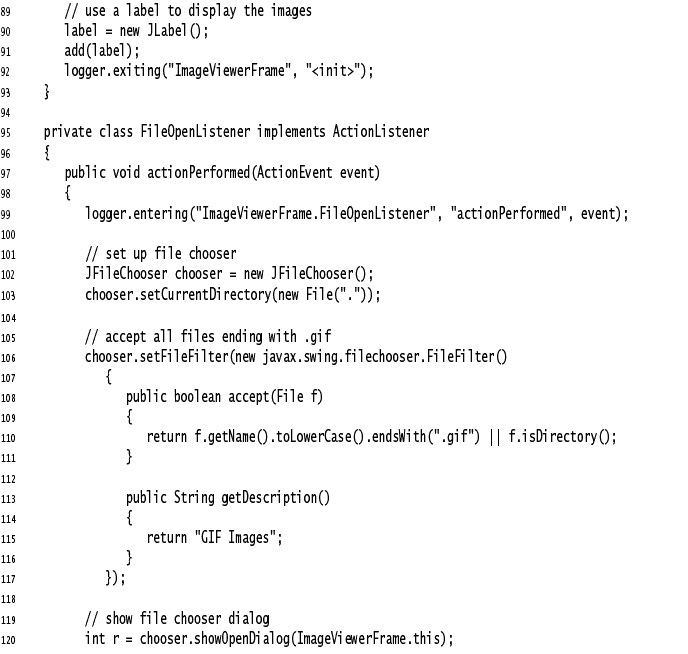 89 // use a label to display the images
90 label = new JLabel();
91 add(label);
92 logger.exiting("ImageViewerFrame", "<init>");
93 }
94
95 private class FileOpenListener implements ActionListener
96 {
97 public void actionPerformed(ActionEvent event)
98 {
99 logger.entering("ImageViewerFrame.FileOpenListener", "actionPerformed", event);
100
101 // set up file chooser
102 JFileChooser chooser = new JFileChooser();
103 chooser.setCurrentDirectory(new File("."));
104
105 // accept all files ending with .gif
106 chooser.setFileFilter(new javax.swing.filechooser.FileFilter()
107 {
108 public boolean accept(File f)
109 {
110 return f.getName().toLowerCase().endsWith(".gif") || f.isDirectory();
111 }
112
113 public String getDescription()
114 {
115 return "GIF Images";
116 }
117 });
118
119 // show file chooser dialog
120 int r = chooser.showOpenDialog(ImageViewerFrame.this);